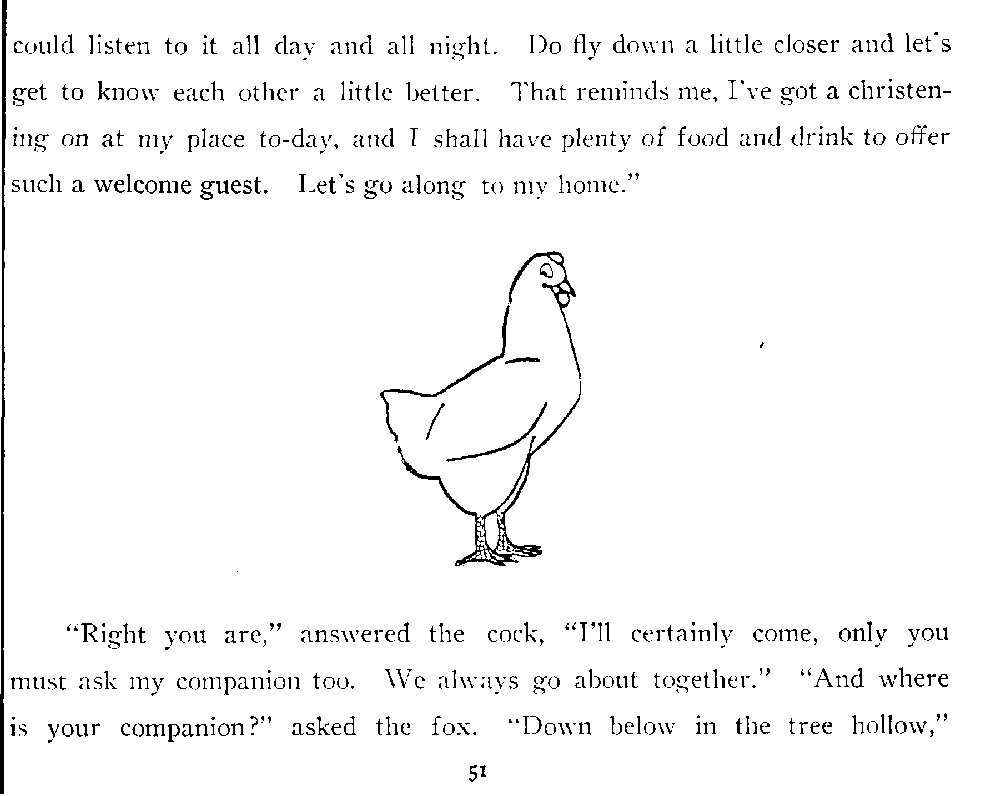 could listen to it all day and all night. Do fly down a little closer and let's
get to know each other a little better. That reminds me, I've got a christen-
ing on at my place to-day, and I shall have plenty of food and drink to offer
such a welcome guest. Let's go along to my home.”
“Right you are,” answered the cock, “I'll certainly come, only you
must ask my companion too. We always go about together.” “And where
is your companion?” asked the fox. “Down below in the tree hollow,”
51